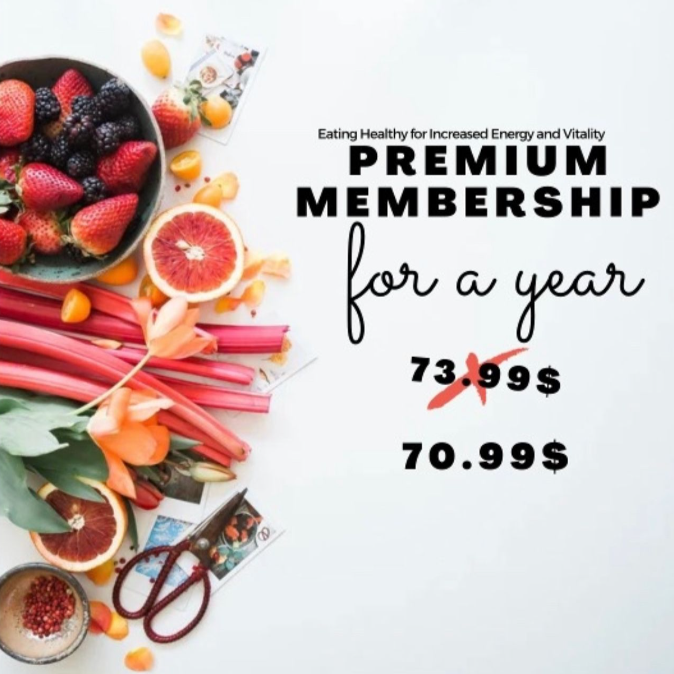 Eating Healthy for Increased Energy and Vitality
PREMIUM
MEMBERSHIP
for a year
73.99$
70.99$